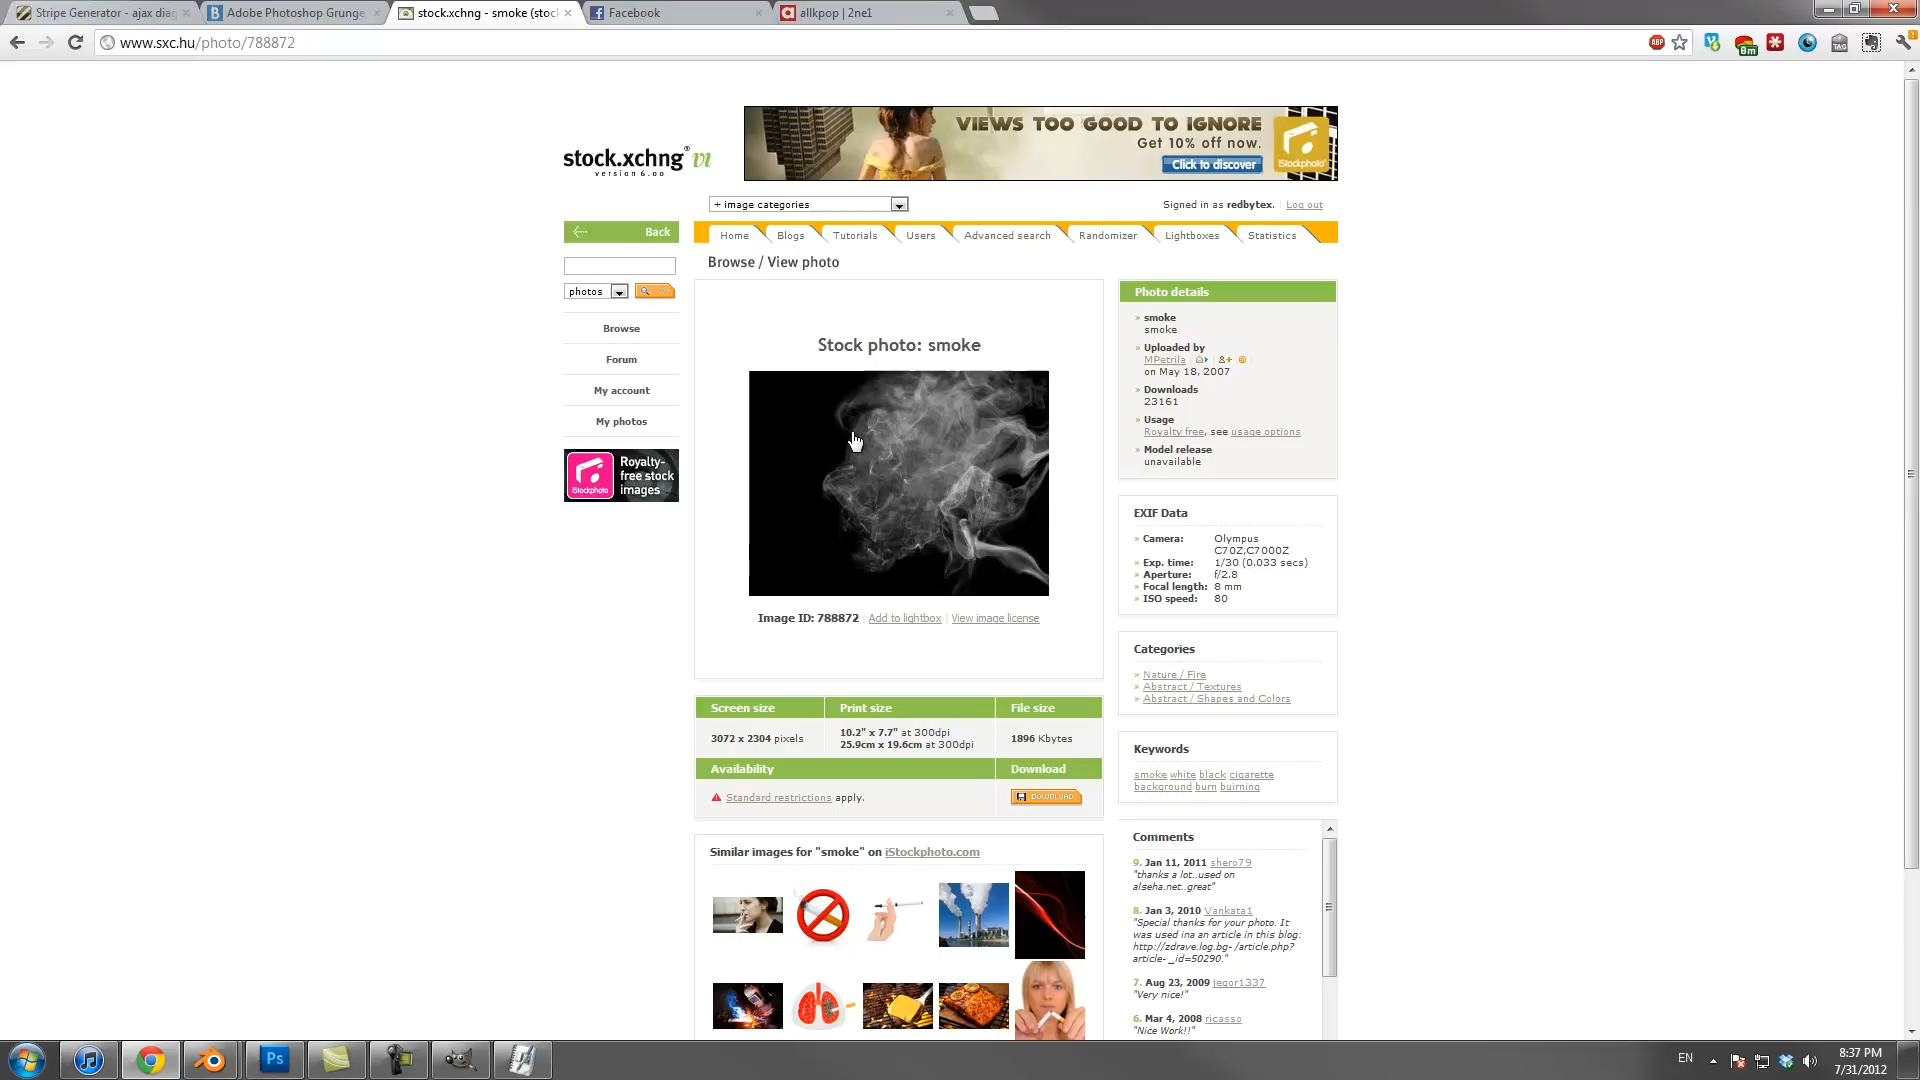 Stripe Generator - ajax diag
Adobe Photoshop Grunge
stock.xchng - smoke (stoc
Facebook
allkpop | 2ne1
www.sxc.hu/photo/788872
ABP
8m
TAG
VIEWS TOO GOOD TO IGNORE
Get 10% off now.
Click to discover
iStockphoto
stock.xchng® VI
version 6.00
+ image categories
Signed in as redbytex. | Log out
Back
Home Blogs Tutorials Users Advanced search Randomizer Lightboxes Statistics
Browse / View photo
photos
Browse
Forum
My account
My photos
iStockphoto
Royalty-
free stock
images
Stock photo: smoke
Image ID: 788872 | Add to lightbox | View image license
Screen size Print size File size
3072 x 2304 pixels
10.2" x 7.7" at 300dpi
25.9cm x 19.6cm at 300dpi
1896 Kbytes
Availability Download
Standard restrictions apply.
DOWNLOAD
Similar images for "smoke" on iStockphoto.com
Photo details
» smoke
smoke
» Uploaded by
MPetrila
on May 18, 2007
» Downloads
23161
» Usage
Royalty free, see usage options
» Model release
unavailable
EXIF Data
» Camera: Olympus
C70Z,C7000Z
» Exp. time: 1/30 (0.033 secs)
» Aperture: f/2.8
» Focal length: 8 mm
» ISO speed: 80
Categories
» Nature / Fire
» Abstract / Textures
» Abstract / Shapes and Colors
Keywords
smoke white black cigarette
background burn buirning
Comments
9. Jan 11, 2011 shero79
"thanks a lot..used on
alseha.net..great"
8. Jan 3, 2010 Vankata1
"Special thanks for your photo. It
was used ina an article in this blog:
http://zdrave.log.bg- /article.php?
article- _id=50290."
7. Aug 23, 2009 jegor1337
"Very nice!"
6. Mar 4, 2008 ricasso
"Nice Work!!"
Ps
EN
8:37 PM
7/31/2012